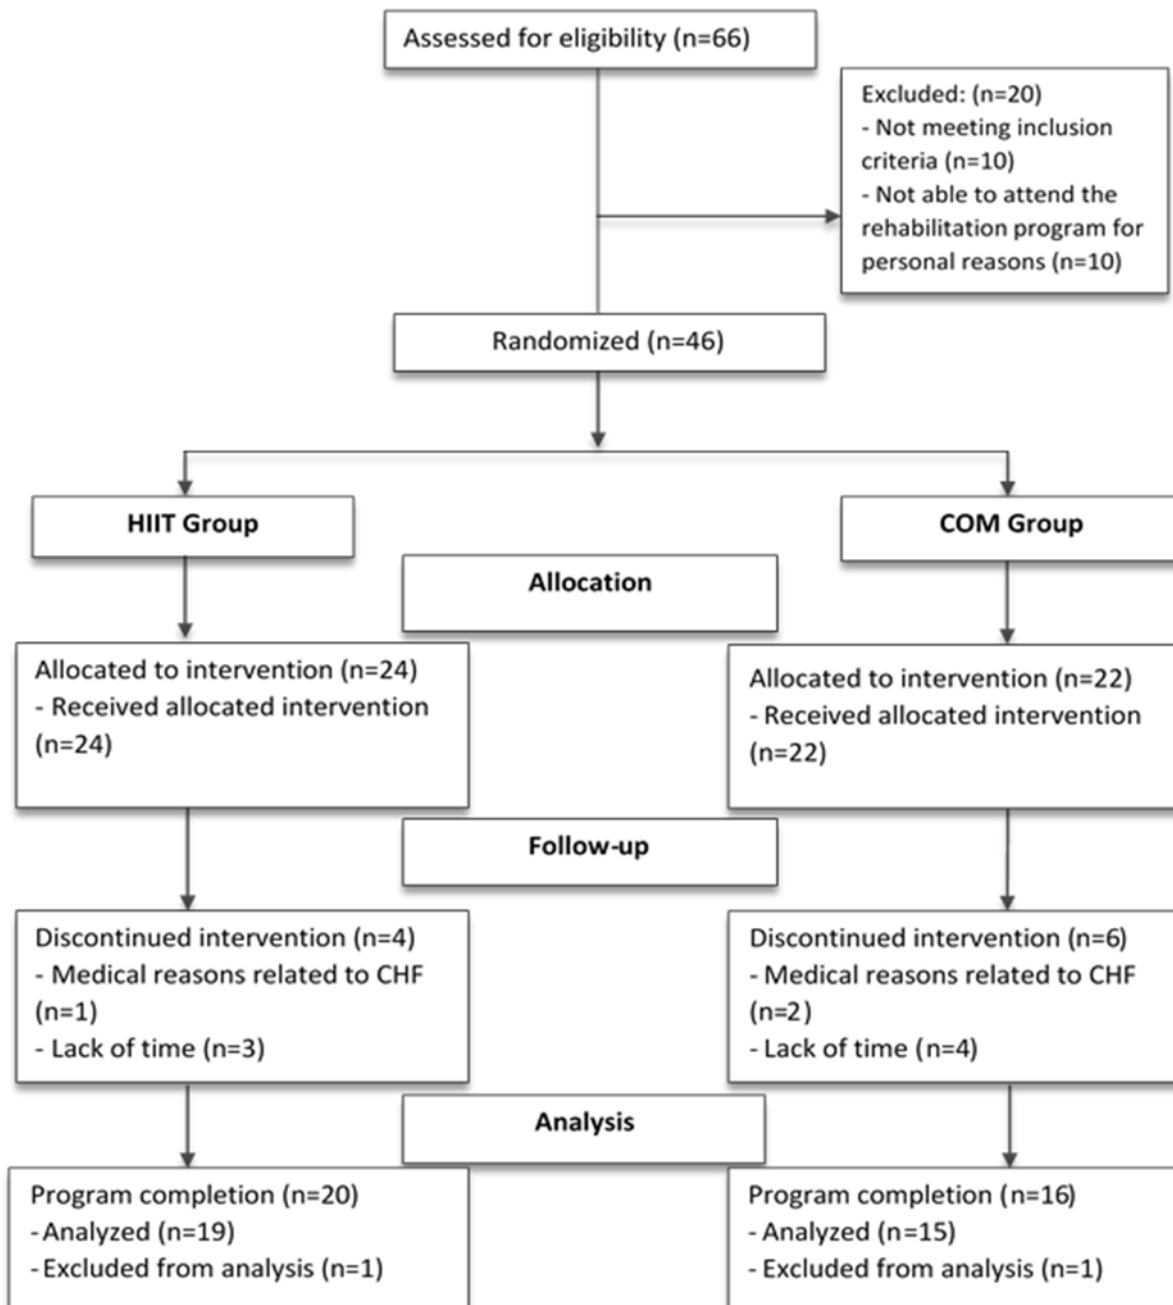 Assessed for eligibility (n=66)
Excluded: (n=20)
- Not meeting inclusion
criteria (n=10)
- Not able to attend the
rehabilitation program for
personal reasons (n=10)
Randomized (n=46)
HIIT Group
COM Group
Allocation
Allocated to intervention (n=24)
- Received allocated intervention
(n=24)
Allocated to intervention (n=22)
- Received allocated intervention
(n=22)
Follow-up
Discontinued intervention (n=4)
- Medical reasons related to CHF
(n=1)
- Lack of time (n=3)
Discontinued intervention (n=6)
- Medical reasons related to CHF
(n=2)
- Lack of time (n=4)
Analysis
Program completion (n=20)
- Analyzed (n=19)
- Excluded from analysis (n=1)
Program completion (n=16)
- Analyzed (n=15)
- Excluded from analysis (n=1)